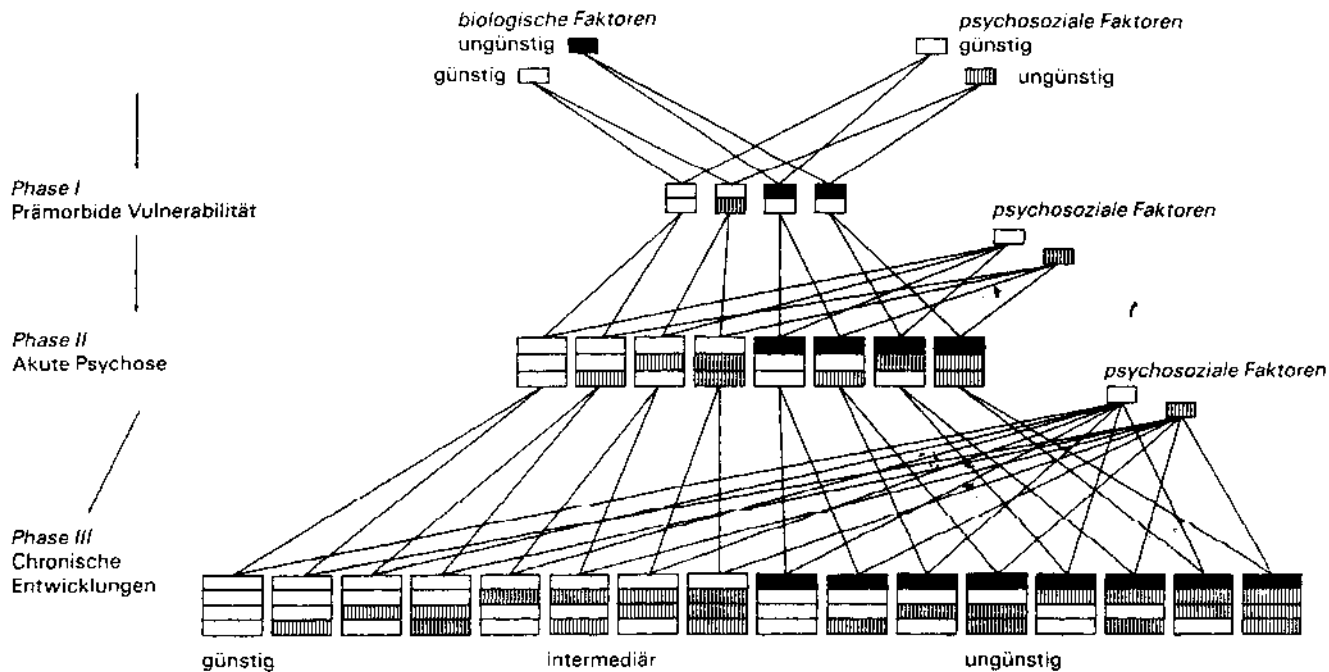 biologische Faktoren
ungünstig
günstig
psychosoziale Faktoren
günstig
ungünstig
Phase I
Prämorbide Vulnerabilität
psychosoziale Faktoren
Phase II
Akute Psychose
psychosoziale Faktoren
Phase III
Chronische
Entwicklungen
günstig
intermediär
ungünstig